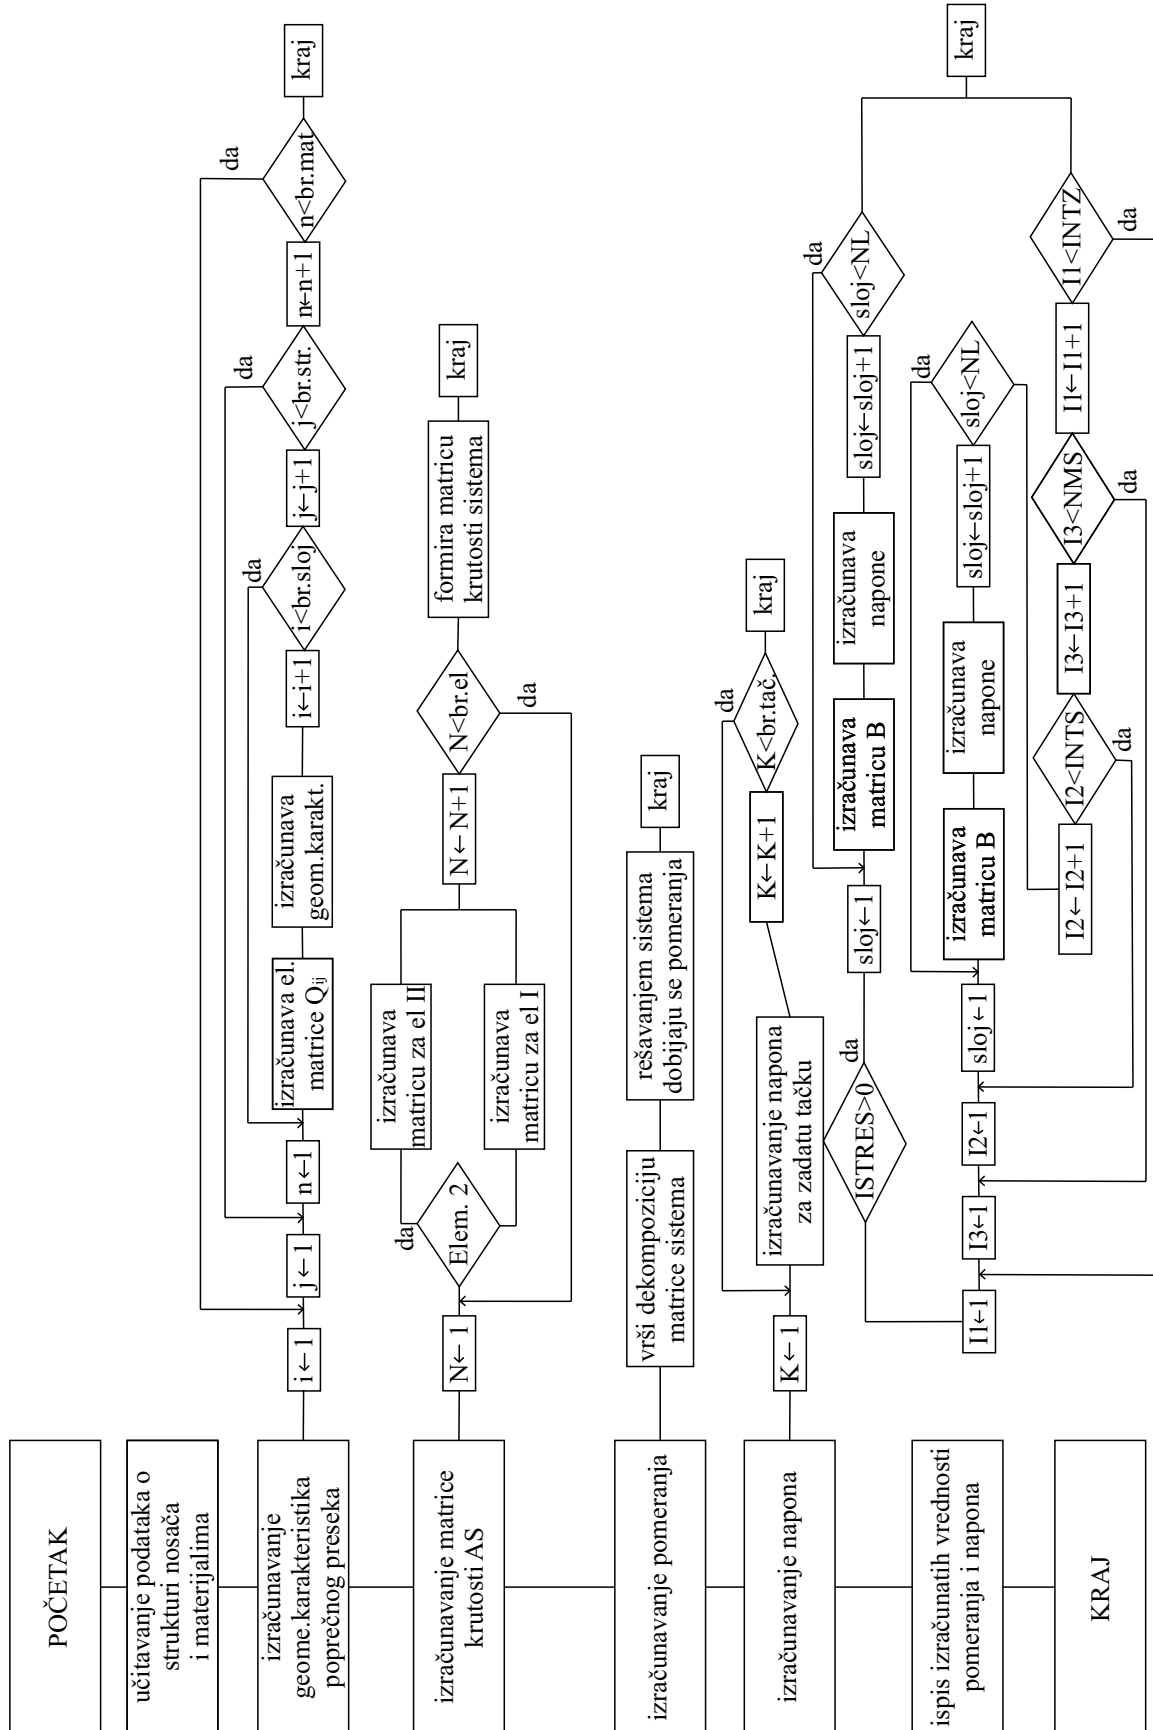 POČETAK
učitavanje podataka o
strukturi nosača
i materijalima
izračunavanje
geome.karakteristika
poprečnog preseka
i←1
j←1
n←1
izračunava el.
matrice Qij
izračunava
geom.karakt.
i←i+1
i<br.sloj
da
j←j+1
j<br.str.
da
n←n+1
n<br.mat
da
kraj
izračunavanje matrice
krutosti AS
N←1
Elem. 2
da
izračunava
matricu za el II
izračunava
matricu za el I
N←N+1
N<br.el
da
formira matricu
krutosti sistema
kraj
izračunavanje pomeranja
vrši dekompoziciju
matrice sistema
rešavanjem sistema
dobijaju se pomeranja
kraj
izračunavanje napona
K←1
izračunavanje napona
za zadatu tačku
K←K+1
K<br.tač.
da
kraj
ispis izračunatih vrednosti
pomeranja i napona
I1←1
ISTRES>0
da
sloj←1
izračunava
matricu B
izračunava
napone
sloj←sloj+1
sloj<NL
da
I3←1
I2←1
sloj←1
izračunava
matricu B
izračunava
napone
sloj←sloj+1
sloj<NL
da
I2←I2+1
I2<INTS
da
I3←I3+1
I3<NMS
da
I1←I1+1
I1<INTZ
da
kraj
KRAJ